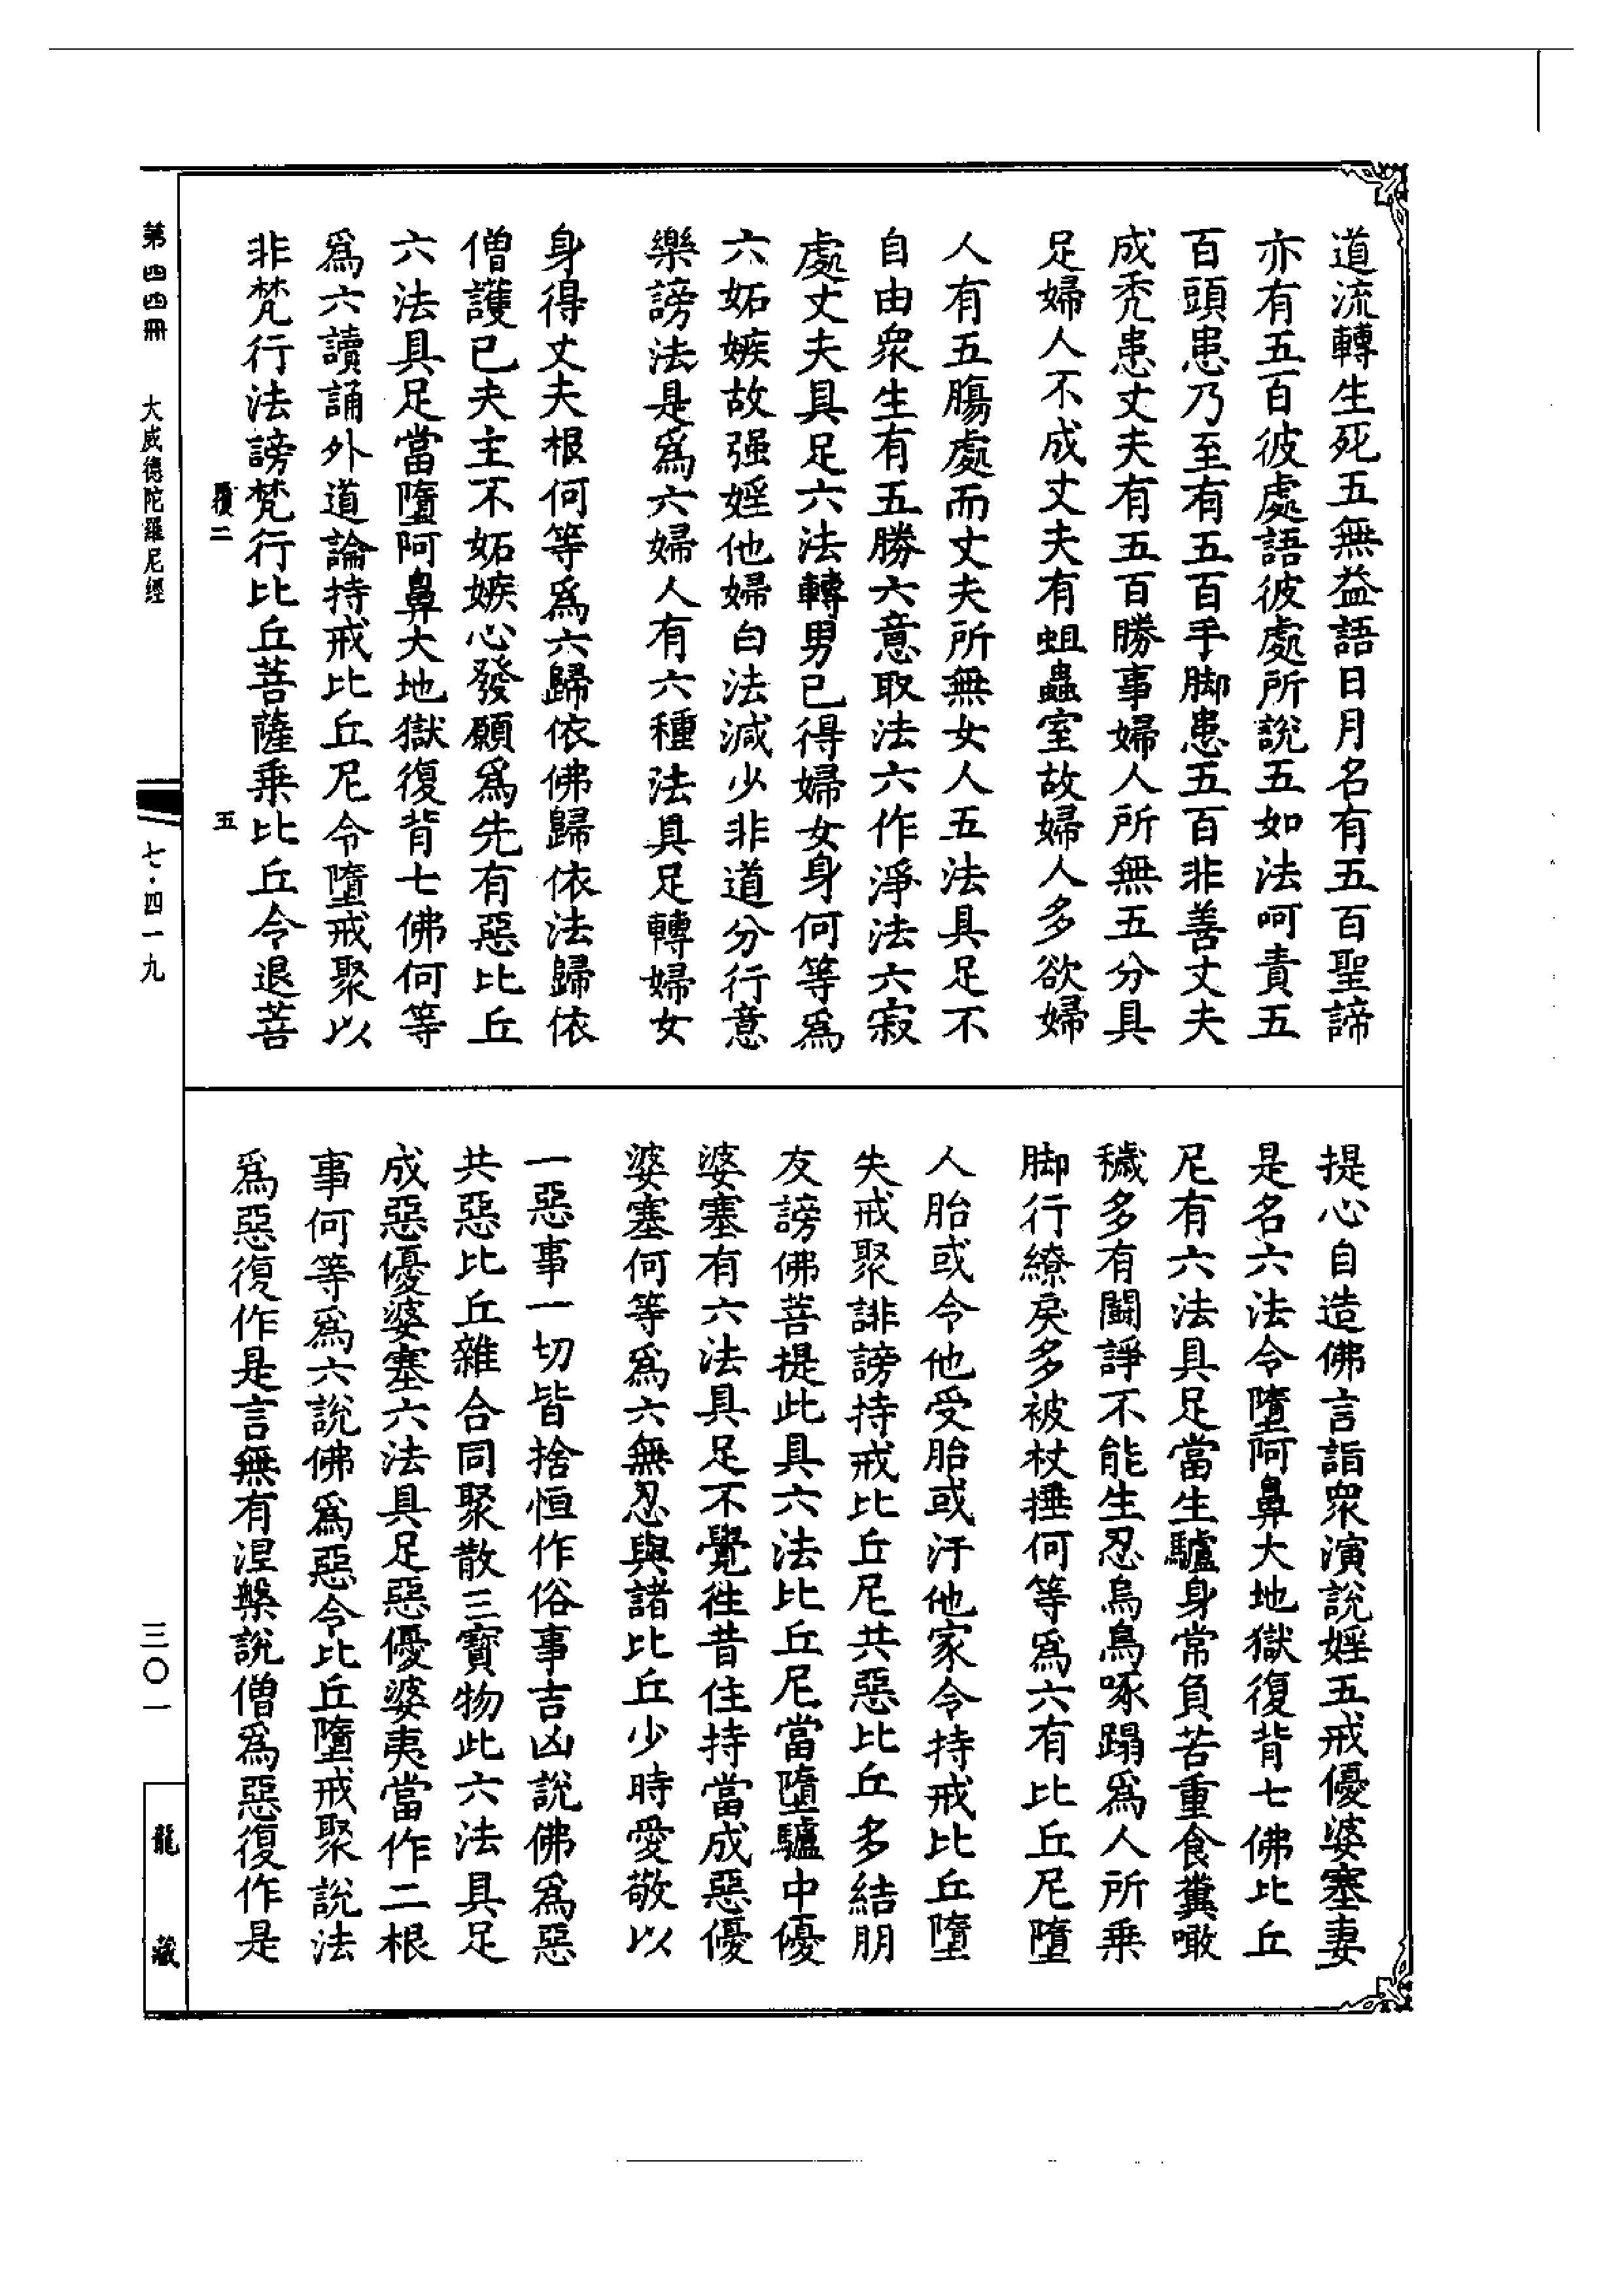 道流轉生死五無益語日月名有五百聖諦
亦有五百彼處語彼處所說五如法呵責五
百頭患乃至有五百手脚患五百非善丈夫
成禿患丈夫有五百勝事婦人所無五分具
足婦人不成丈夫有蛆蟲室故婦人多欲婦
人有五腸處而丈夫所無女人五法具足不
自由衆生有五勝六意取法六作淨法六寂
處丈夫具足六法轉男已得婦女身何等爲
六妬嫉故强婬他婦白法減少非道分行意
樂謗法是爲六婦人有六種法具足轉婦女
身得丈夫根何等爲六歸依佛歸依法歸依
僧護已夫主不妬嫉心發願爲先有惡比丘
六法具足當墮阿鼻大地獄復背七佛何等
爲六讀誦外道論持戒比丘尼令墮戒聚以
非梵行法謗梵行比丘菩薩乗比丘令退菩
覆二 五
提心自造佛言詣衆演說婬五戒優婆塞妻
是名六法令墮阿鼻大地獄復背七佛比丘
尼有六法具足當生驢身常負苦重食糞噉
穢多有鬭諍不能生忍烏鳥啄蹋爲人所乗
脚行繚戾多被杖捶何等爲六有比丘尼墮
人胎或令他受胎或汙他家令持戒比丘墮
失戒聚誹謗持戒比丘尼共惡比丘多結朋
友謗佛菩提此具六法比丘尼當墮驢中優
婆塞有六法具足不覺徃昔住持當成惡優
婆塞何等爲六無忍與諸比丘少時愛敬以
一惡事一切皆捨恒作俗事吉凶說佛爲惡
共惡比丘雜合同聚散三寶物此六法具足
成惡優婆塞六法具足惡優婆夷當作二根
事何等爲六說佛爲惡令比丘墮戒聚說法
爲惡復作是言無有涅槃說僧爲惡復作是
第四四冊 大威德陀羅尼經 七·四一九 三〇一 龍藏